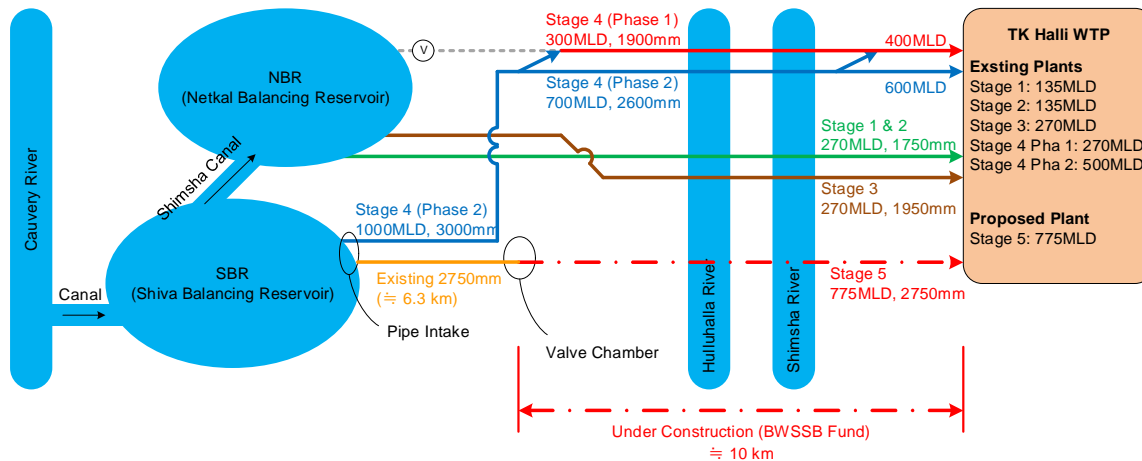 Cauvery River
Canal
Shimsha Canal
NBR
(Netkal Balancing Reservoir)
SBR
(Shiva Balancing Reservoir)
V
Stage 4 (Phase 1)
300MLD, 1900mm
400MLD
Stage 4 (Phase 2)
700MLD, 2600mm
600MLD
Stage 1 & 2
270MLD, 1750mm
Stage 3
270MLD, 1950mm
Stage 4 (Phase 2)
1000MLD, 3000mm
Existing 2750mm
(≒ 6.3 km)
Stage 5
775MLD, 2750mm
Pipe Intake
Valve Chamber
Hulluhalla River
Shimsha River
Under Construction (BWSSB Fund)
≒ 10 km
TK Halli WTP
Exsting Plants
Stage 1: 135MLD
Stage 2: 135MLD
Stage 3: 270MLD
Stage 4 Pha 1: 270MLD
Stage 4 Pha 2: 500MLD
Proposed Plant
Stage 5: 775MLD